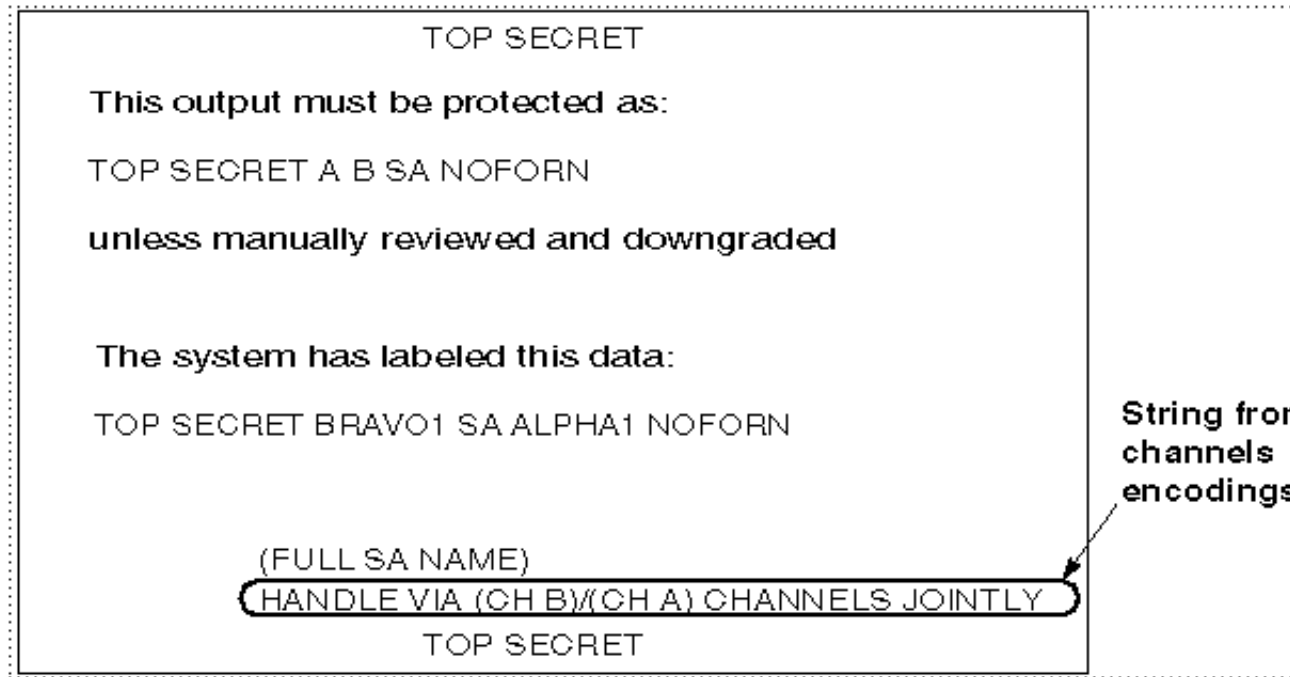 TOP SECRET
This output must be protected as:
TOP SECRET A B SA NOFORN
unless manually reviewed and downgraded
The system has labeled this data:
TOP SECRET BRAVO1 SA ALPHA1 NOFORN
String
channels
encodings
(FULL SA NAME)
HANDLE VIA (CH B)/(CH A) CHANNELS JOINTLY
TOP SECRET